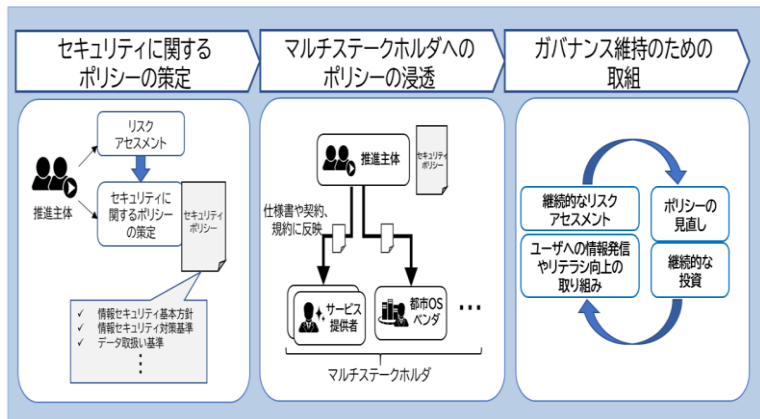 セキュリティに関する
ポリシーの策定
マルチステークホルダへの
ポリシーの浸透
ガバナンス維持のための
取組
リスク
アセスメント
推進主体
セキュリティに
関するポリシー
の策定
セキュリティ
ポリシー
✓ 情報セキュリティ基本方針
✓ 情報セキュリティ対策基準
✓ データ取扱い基準
⋮
推進主体
セキュリティ
ポリシー
仕様書や契約、
規約に反映
サービス
提供者
都市OS
ベンダ
…
マルチステークホルダ
継続的なリスク
アセスメント
ポリシーの
見直し
ユーザへの情報発信
やリテラシ向上の
取り組み
継続的な
投資